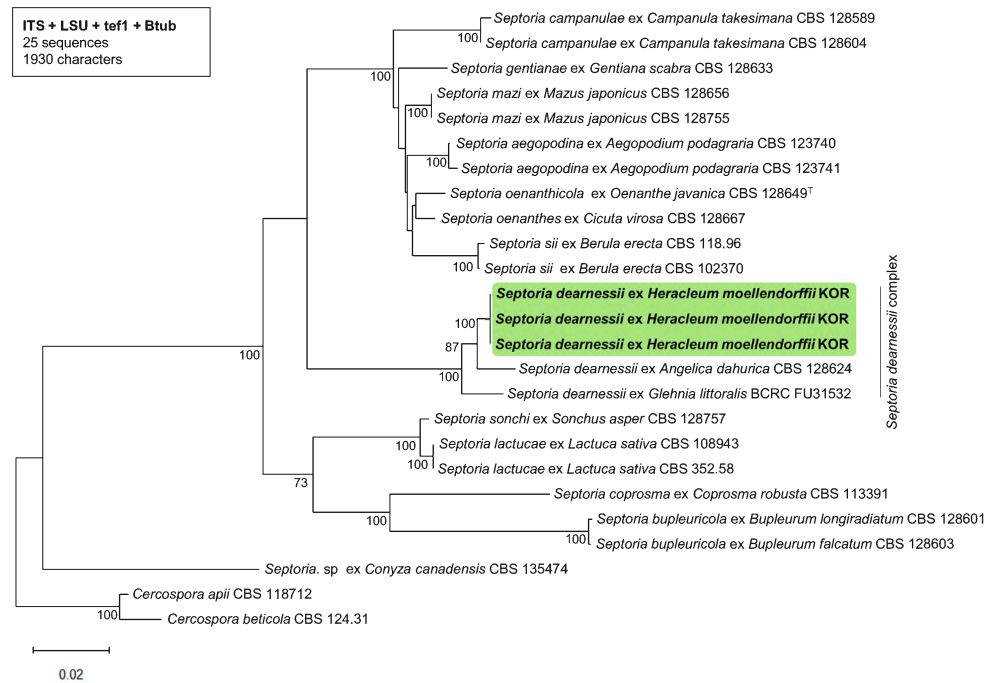 ITS + LSU + tef1 + Btub
25 sequences
1930 characters
Septoria campanulae ex Campanula takesimana CBS 128589
100
Septoria campanulae ex Campanula takesimana CBS 128604
Septoria gentianae ex Gentiana scabra CBS 128633
100
Septoria mazi ex Mazus japonicus CBS 128656
100
Septoria mazi ex Mazus japonicus CBS 128755
Septoria aegopodina ex Aegopodium podagraria CBS 123740
100
Septoria aegopodina ex Aegopodium podagraria CBS 123741
Septoria oenanthicola ex Oenanthe javanica CBS 128649T
Septoria oenanthes ex Cicuta virosa CBS 128667
Septoria sii ex Berula erecta CBS 118.96
100
Septoria sii ex Berula erecta CBS 102370
Septoria dearnessii ex Heracleum moellendorffii KOR
100
Septoria dearnessii ex Heracleum moellendorffii KOR
87
Septoria dearnessii ex Heracleum moellendorffii KOR
100
Septoria dearnessii ex Angelica dahurica CBS 128624
100
Septoria dearnessii ex Glehnia littoralis BCRC FU31532
Septoria dearnessii complex
Septoria sonchi ex Sonchus asper CBS 128757
100
Septoria lactucae ex Lactuca sativa CBS 108943
100
Septoria lactucae ex Lactuca sativa CBS 352.58
73
Septoria coprosma ex Coprosma robusta CBS 113391
100
Septoria bupleuricola ex Bupleurum longiradiatum CBS 128601
100
Septoria bupleuricola ex Bupleurum falcatum CBS 128603
Septoria. sp ex Conyza canadensis CBS 135474
Cercospora apii CBS 118712
100
Cercospora beticola CBS 124.31
0.02